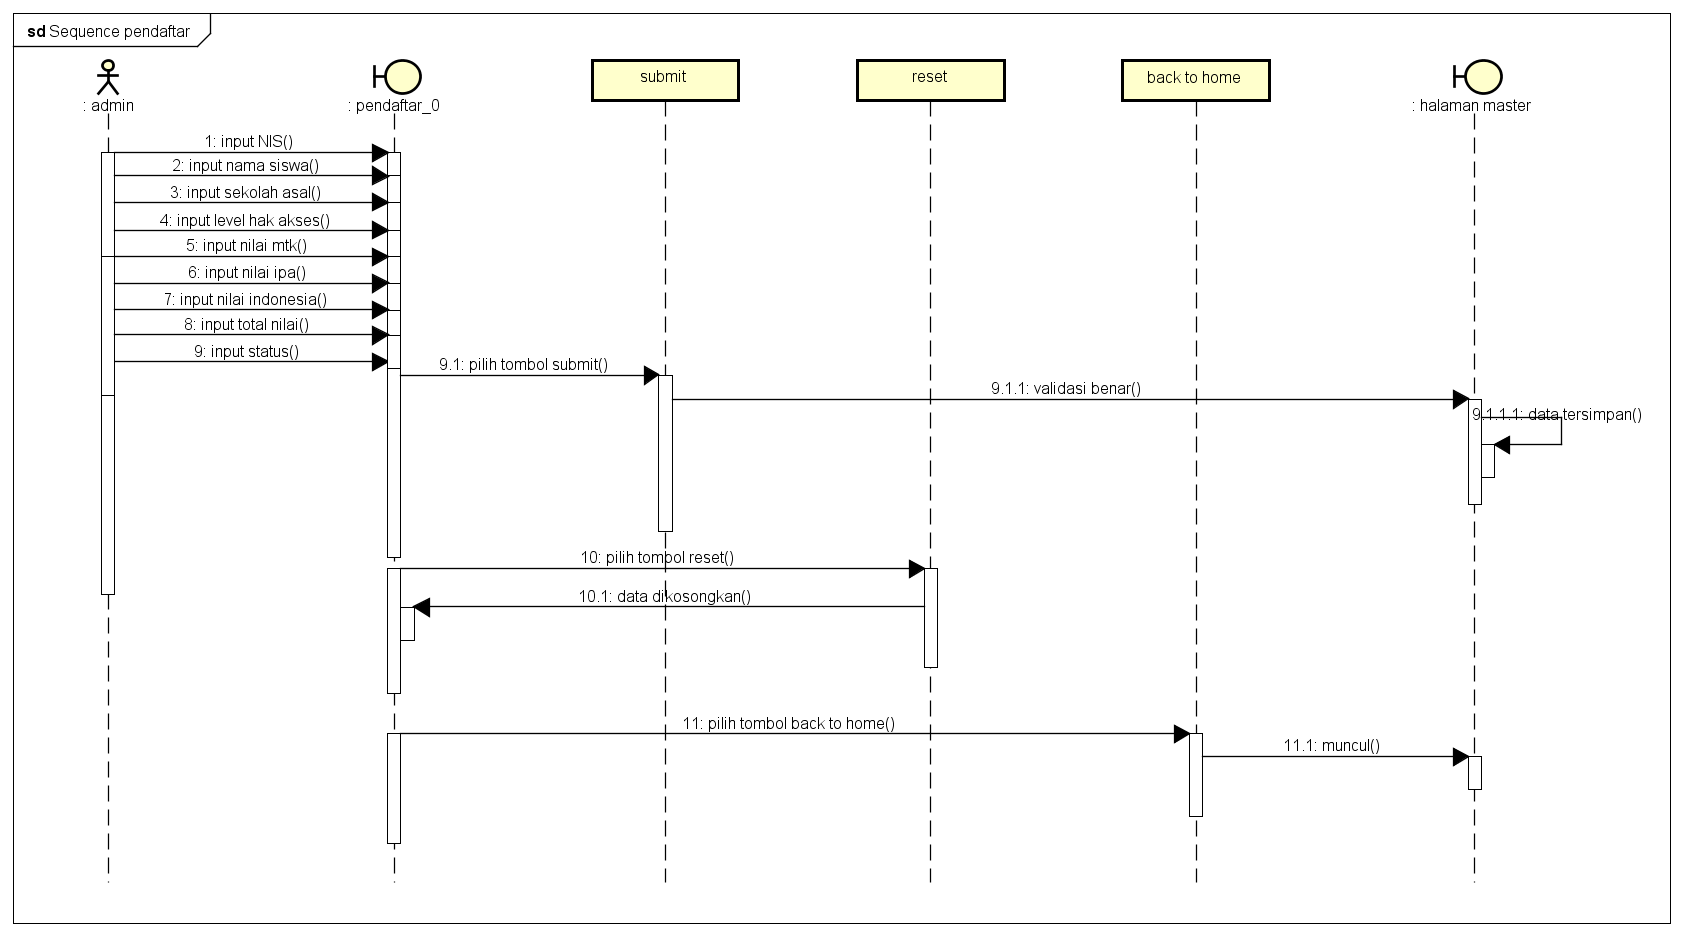 sd Sequence pendaftar
: admin
: pendaftar_0
submit
reset
back to home
: halaman master
1: input NIS()
2: input nama siswa()
3: input sekolah asal()
4: input level hak akses()
5: input nilai mtk()
6: input nilai ipa()
7: input nilai indonesia()
8: input total nilai()
9: input status()
9.1: pilih tombol submit()
9.1.1: validasi benar()
9.1.1.1: data tersimpan()
10: pilih tompol reset()
10.1: data dikosongkan()
11: pilih tombol back to home()
11.1: muncul()